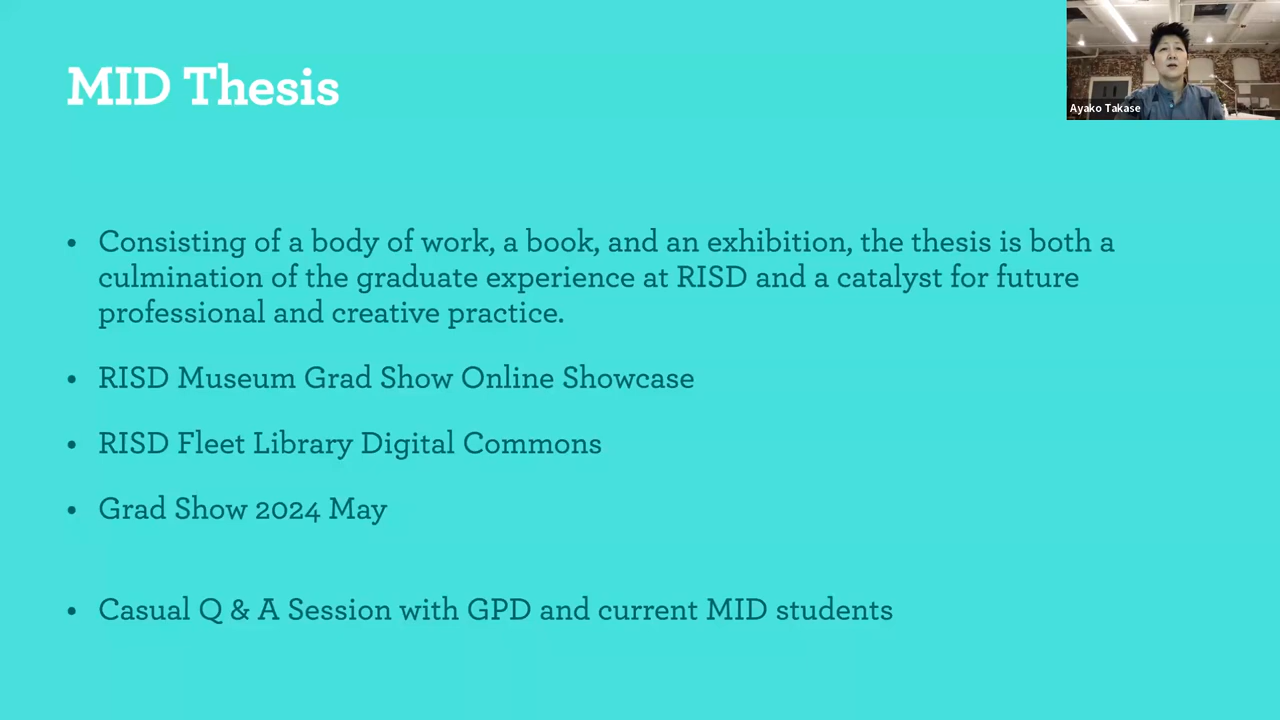 MID Thesis
Ayako Takase
• Consisting of a body of work, a book, and an exhibition, the thesis is both a
culmination of the graduate experience at RISD and a catalyst for future
professional and creative practice.
• RISD Museum Grad Show Online Showcase
• RISD Fleet Library Digital Commons
• Grad Show 2024 May
• Casual Q & A Session with GPD and current MID students